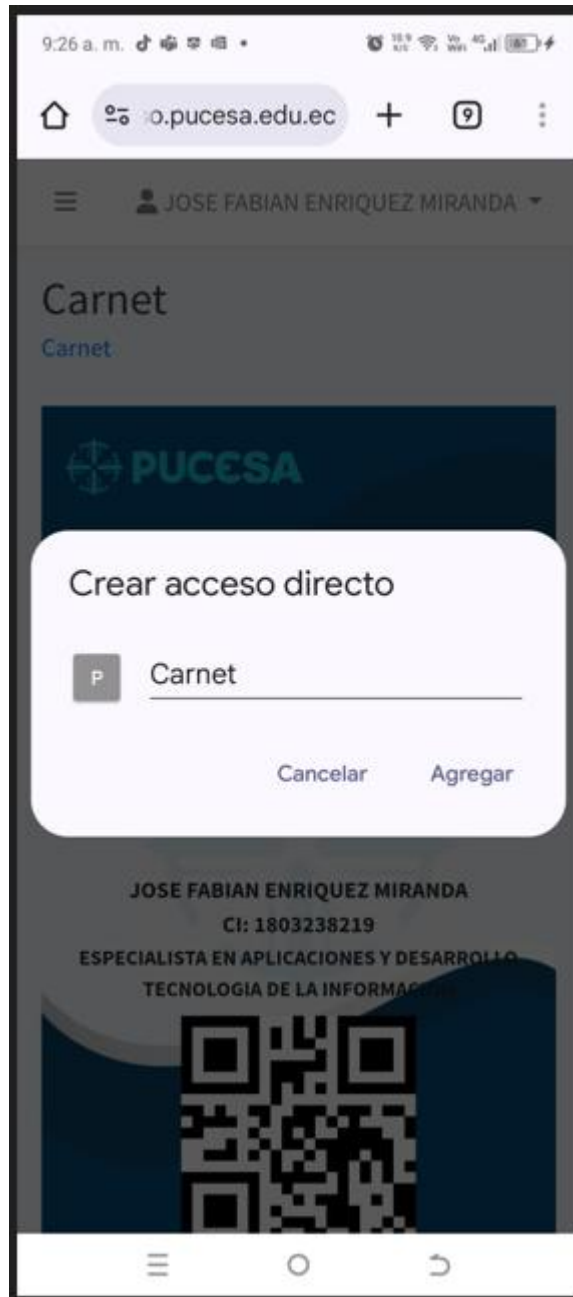 9:26 a. m.
o.pucesa.edu.ec
9
JOSE FABIAN ENRIQUEZ MIRANDA
Carnet
Carnet
PUCESA
Crear acceso directo
P
Carnet
Cancelar
Agregar
JOSE FABIAN ENRIQUEZ MIRANDA
CI: 1803238219
ESPECIALISTA EN APLICACIONES Y DESARROLLO
TECNOLOGIA DE LA INFORMACION